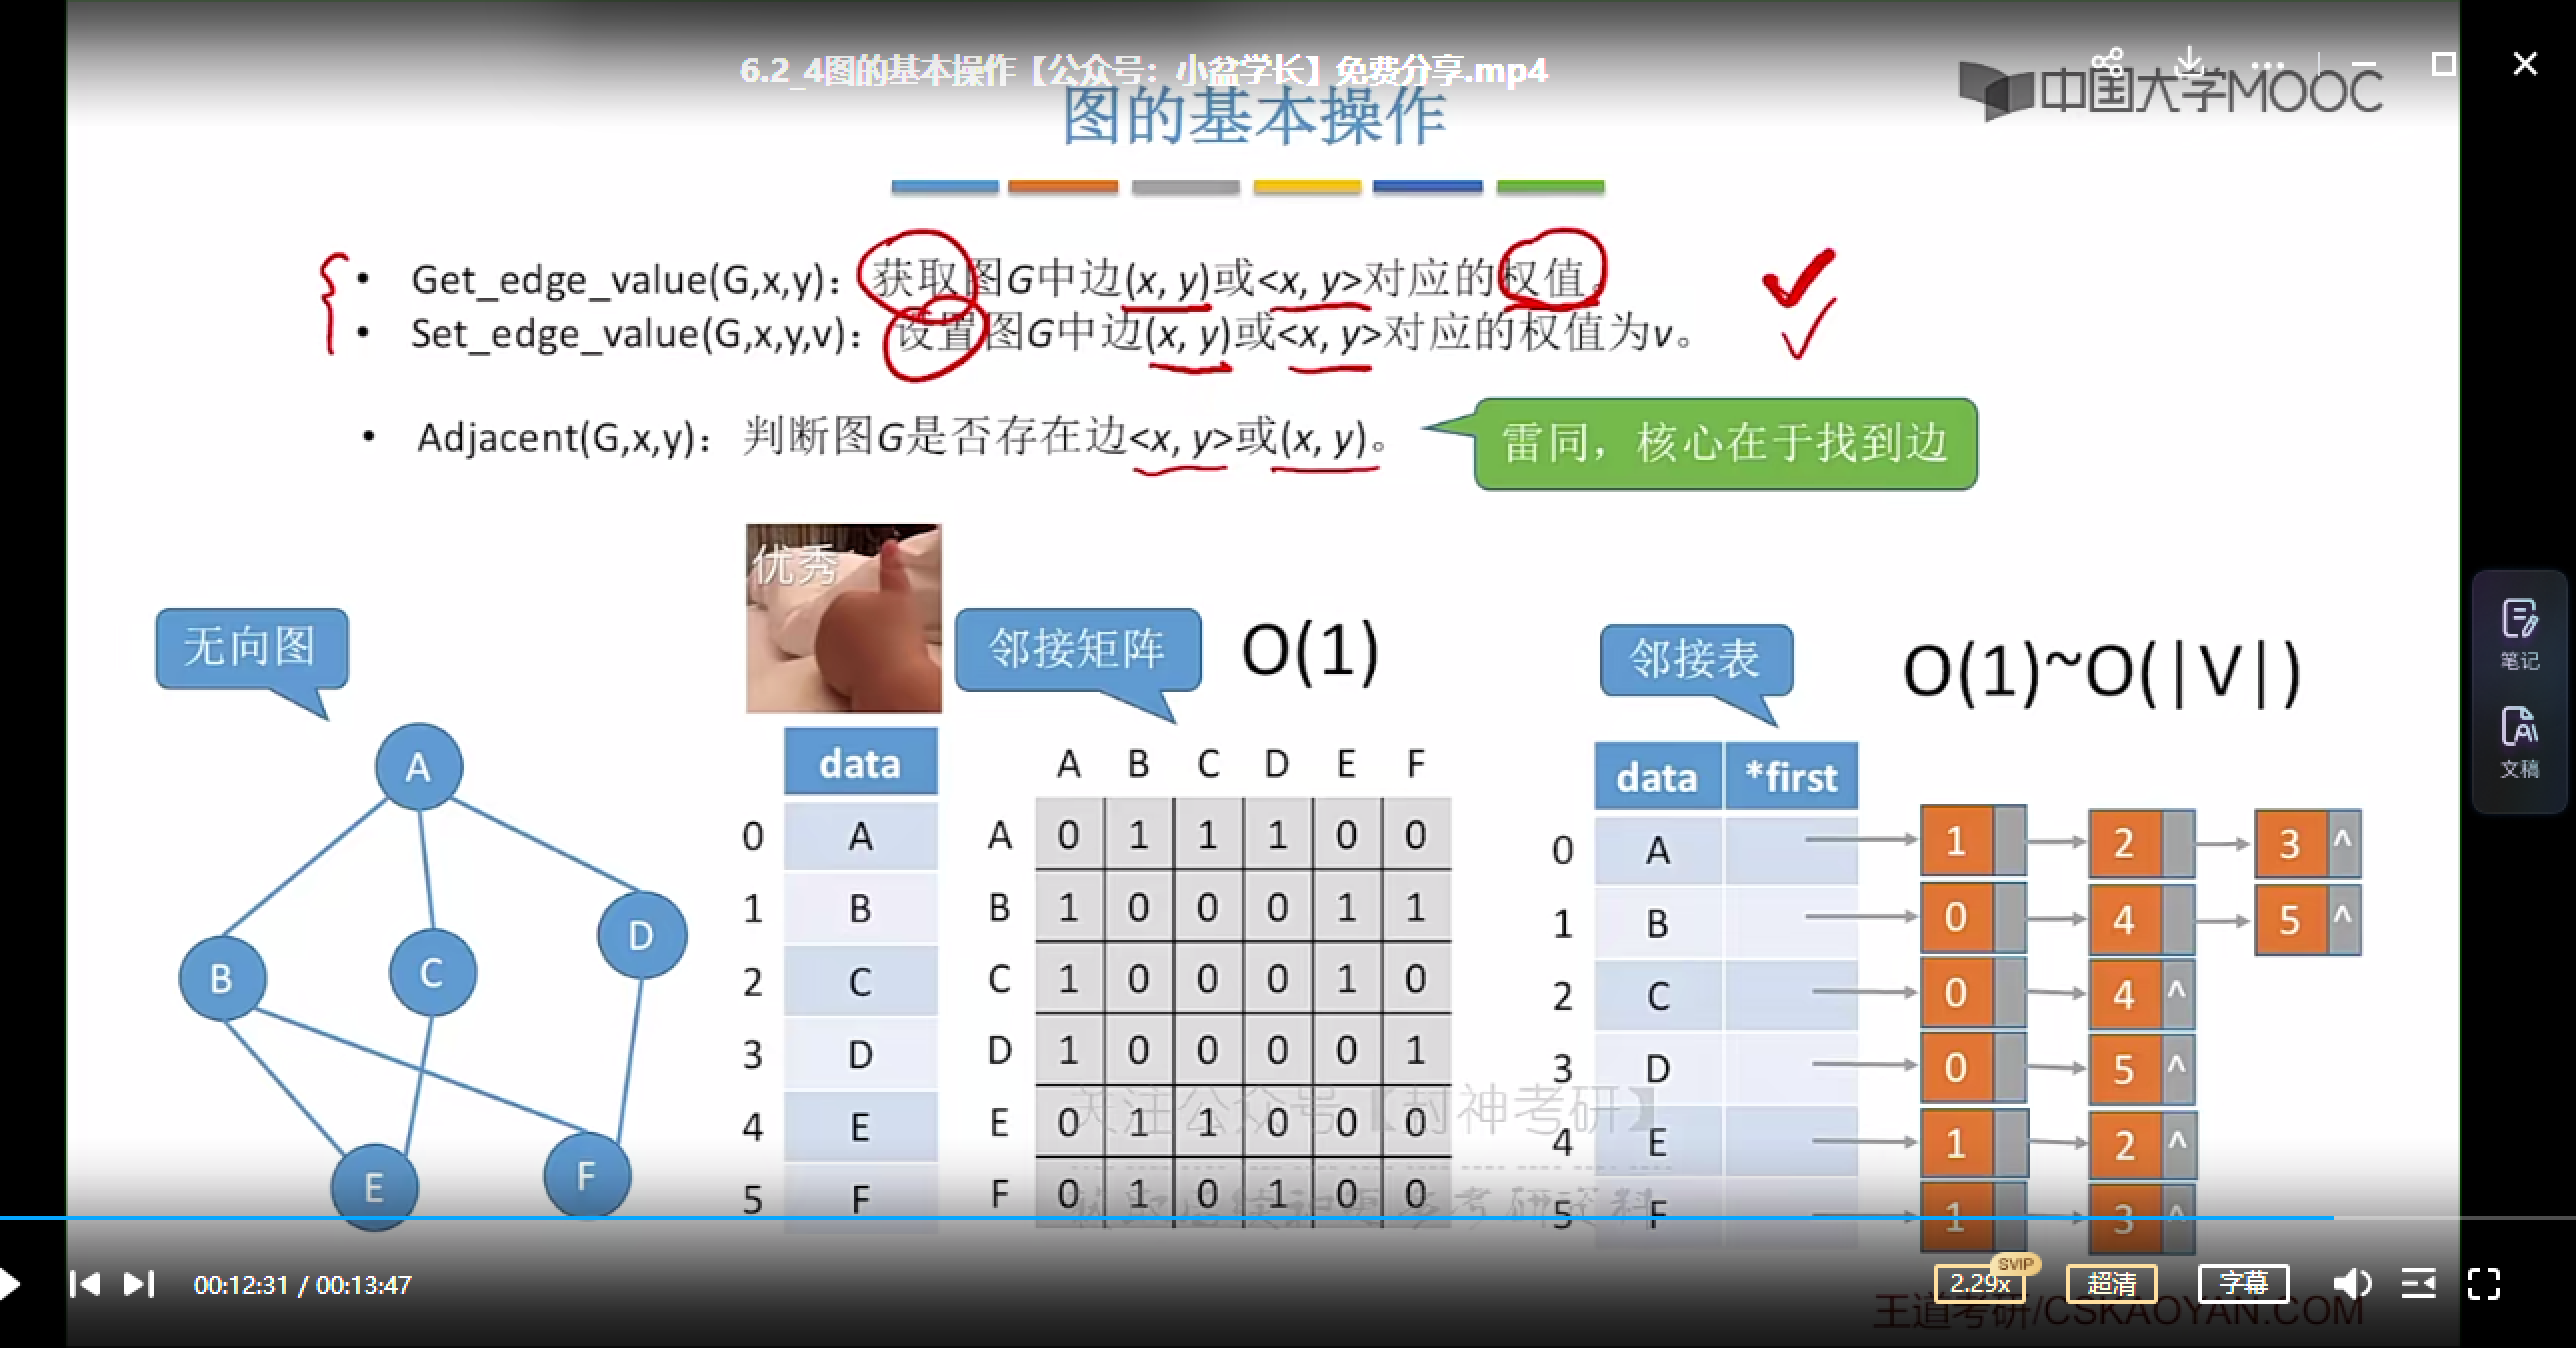 6.2_4图的基本操作【公众号：小盆学长】免费分享.mp4
中国大学MOOC
图的基本操作
• Get_edge_value(G,x,y)：获取图G中边(x, y)或<x, y>对应的权值。
• Set_edge_value(G,x,y,v)：设置图G中边(x, y)或<x, y>对应的权值为v。
• Adjacent(G,x,y)：判断图G是否存在边<x, y>或(x, y)。
雷同，核心在于找到边
笔记
文稿
优秀
无向图
A
B
C
D
E
F
邻接矩阵
O(1)
data
0 A
1 B
2 C
3 D
4 E
5 F
A B C D E F
A 0 1 1 1 0 0
B 1 0 0 0 1 1
C 1 0 0 0 1 0
D 1 0 0 0 0 1
E 0 1 1 0 0 0
F 0 1 0 1 0 0
邻接表
O(1)~O(|V|)
data *first
0 A 1 2 3 ^
1 B 0 4 5 ^
2 C 0 4 ^
3 D 0 5 ^
4 E 1 2 ^
5 F 1 3 ^
关注公众号【封神考研】
00:12:31 / 00:13:47
SVIP
2.29x
超清
字幕
王道考研/CSKAOYAN.COM